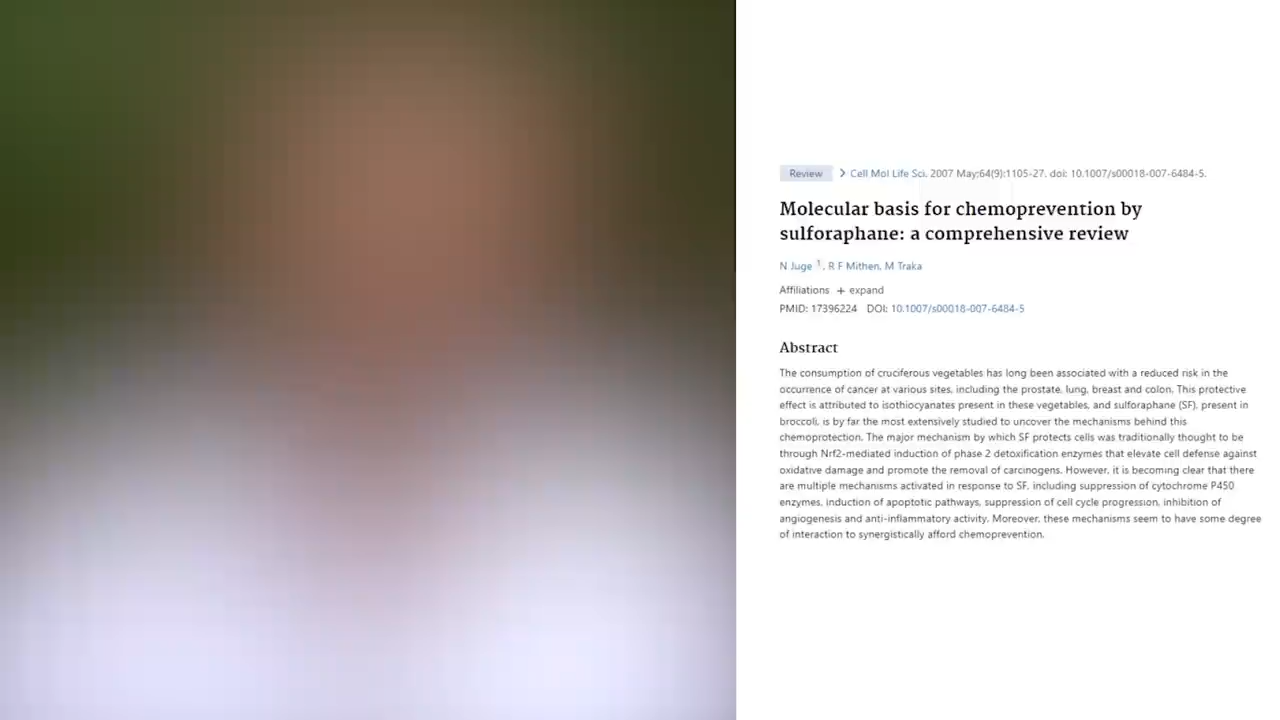 Review > Cell Mol Life Sci. 2007 May;64(9):1105-27. doi: 10.1007/s00018-007-6484-5.
Molecular basis for chemoprevention by
sulforaphane: a comprehensive review
N Juge 1, R F Mithen, M Traka
Affiliations + expand
PMID: 17396224 DOI: 10.1007/s00018-007-6484-5
Abstract
The consumption of cruciferous vegetables has long been associated with a reduced risk in the
occurrence of cancer at various sites, including the prostate, lung, breast and colon. This protective
effect is attributed to isothiocyanates present in these vegetables, and sulforaphane (SF), present in
broccoli, is by far the most extensively studied to uncover the mechanisms behind this
chemoprotection. The major mechanism by which SF protects cells was traditionally thought to be
through Nrf2-mediated induction of phase 2 detoxification enzymes that elevate cell defense against
oxidative damage and promote the removal of carcinogens. However, it is becoming clear that there
are multiple mechanisms activated in response to SF, including suppression of cytochrome P450
enzymes, induction of apoptotic pathways, suppression of cell cycle progression, inhibition of
angiogenesis and anti-inflammatory activity. Moreover, these mechanisms seem to have some degree
of interaction to synergistically afford chemoprevention.